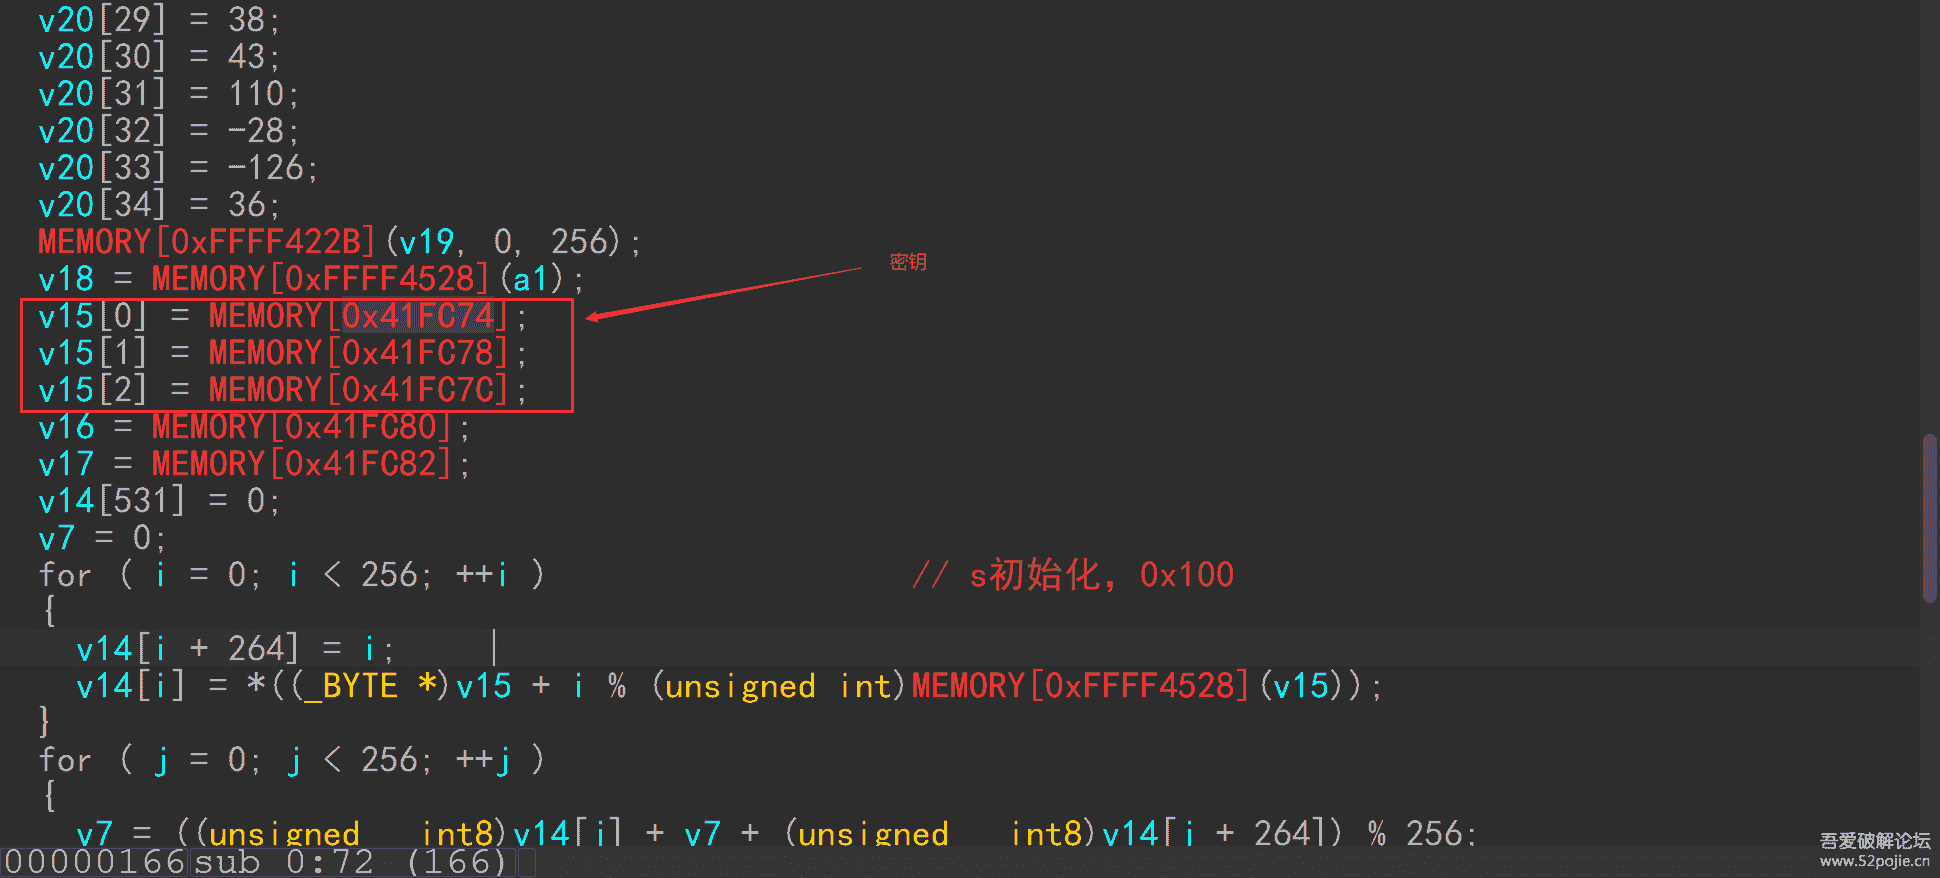 v20[29] = 38;
v20[30] = 43;
v20[31] = 110;
v20[32] = -28;
v20[33] = -126;
v20[34] = 36;
MEMORY[0xFFFF422B](v19, 0, 256);
v18 = MEMORY[0xFFFF4528](a1);
密钥
v15[0] = MEMORY[0x41FC74];
v15[1] = MEMORY[0x41FC78];
v15[2] = MEMORY[0x41FC7C];
v16 = MEMORY[0x41FC80];
v17 = MEMORY[0x41FC82];
v14[531] = 0;
v7 = 0;
for ( i = 0; i < 256; ++i ) // s初始化，0x100
{
v14[i + 264] = i;
v14[i] = *((_BYTE *)v15 + i % (unsigned int)MEMORY[0xFFFF4528](v15));
}
for ( j = 0; j < 256; ++j )
{
v7 = ((unsigned __int8)v14[j] + v7 + (unsigned __int8)v14[j + 264]) % 256;
00000166 sub_0:72 (166)
吾爱破解论坛
www.52pojie.cn